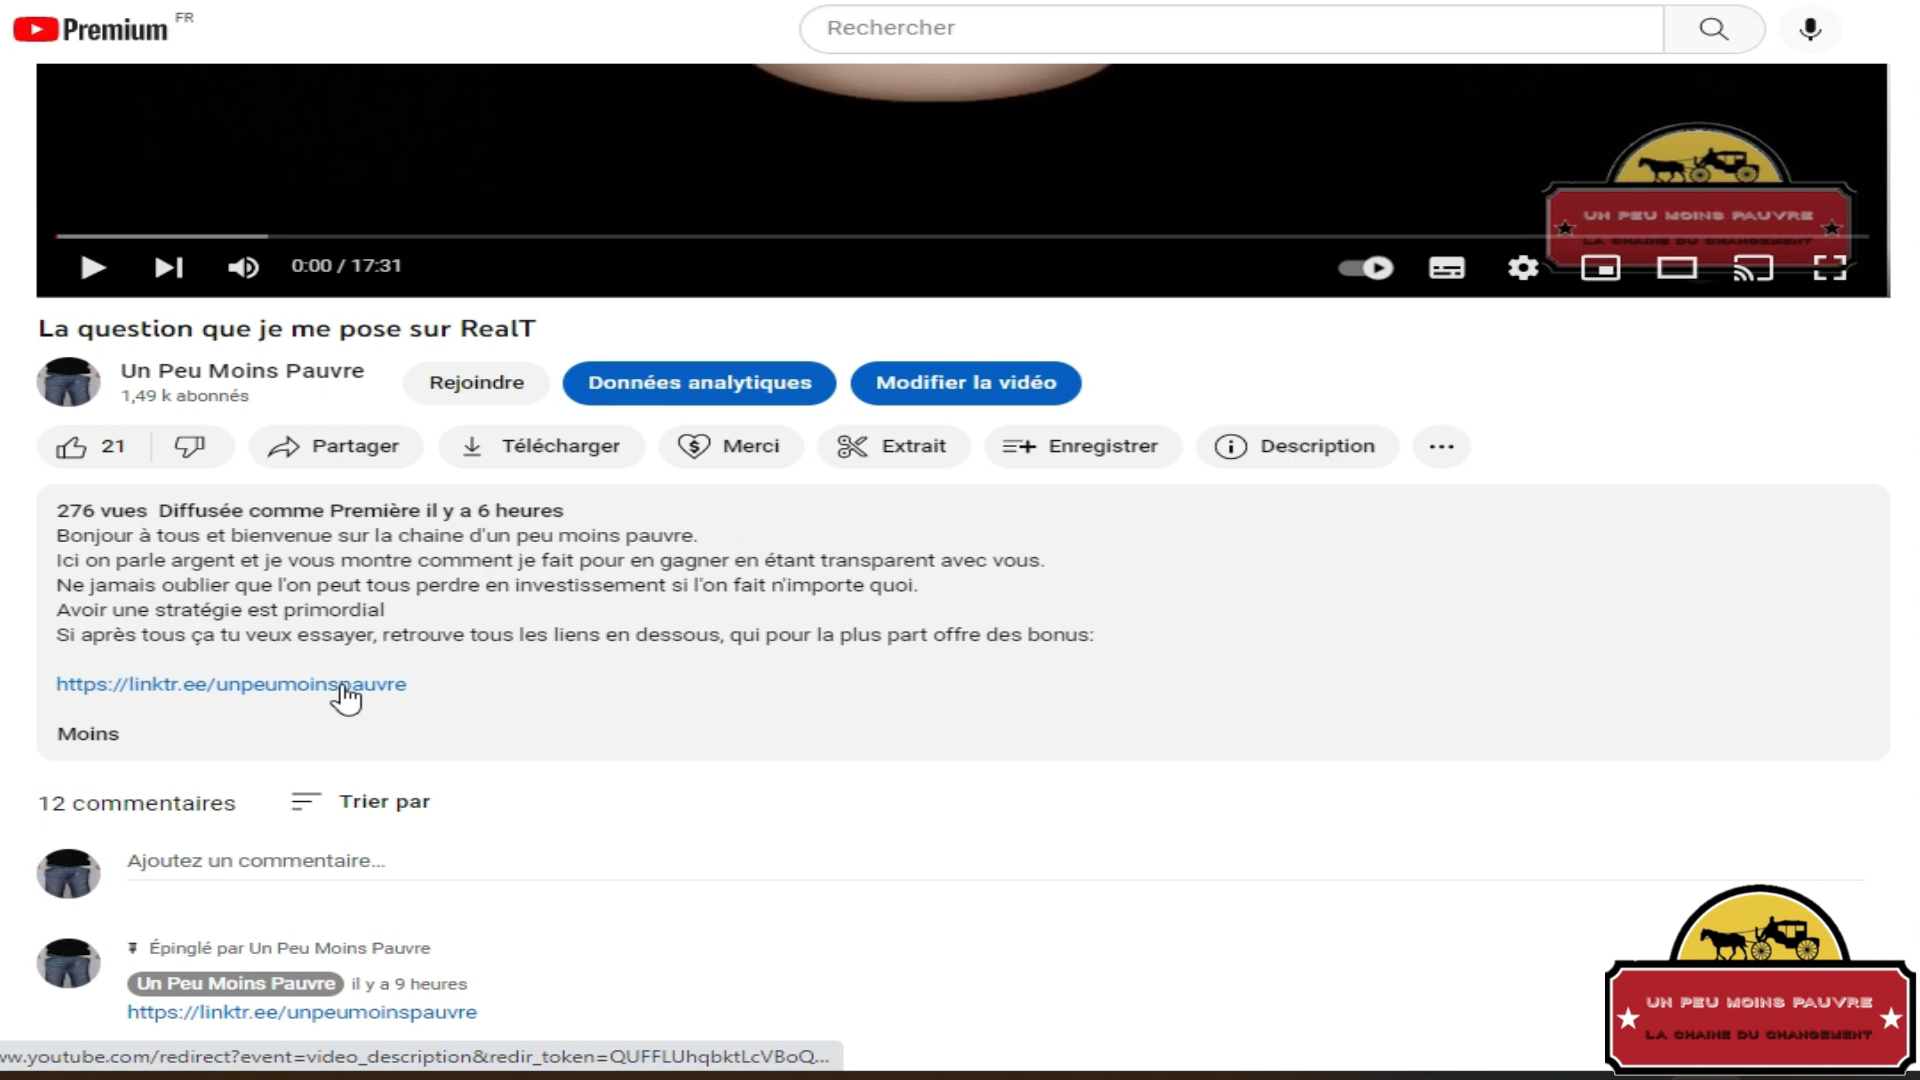 Premium FR
Rechercher
UN PEU MOINS PAUVRE
LA CHAINE DU CHANGEMENT
0:00 / 17:31
La question que je me pose sur RealT
Un Peu Moins Pauvre
1,49 k abonnés
Rejoindre
Données analytiques
Modifier la vidéo
21
Partager
Télécharger
Merci
Extrait
Enregistrer
Description
276 vues Diffusée comme Première il y a 6 heures
Bonjour à tous et bienvenue sur la chaine d'un peu moins pauvre.
Ici on parle argent et je vous montre comment je fait pour en gagner en étant transparent avec vous.
Ne jamais oublier que l'on peut tous perdre en investissement si l'on fait n'importe quoi.
Avoir une stratégie est primordial
Si après tous ça tu veux essayer, retrouve tous les liens en dessous, qui pour la plus part offre des bonus:
https://linktr.ee/unpeumoinspauvre
Moins
12 commentaires
Trier par
Ajoutez un commentaire...
Épinglé par Un Peu Moins Pauvre
Un Peu Moins Pauvre il y a 9 heures
https://linktr.ee/unpeumoinspauvre
UN PEU MOINS PAUVRE
LA CHAINE DU CHANGEMENT
ww.youtube.com/redirect?event=video_description&redir_token=QUFFLUhqbktLcVBoQ...